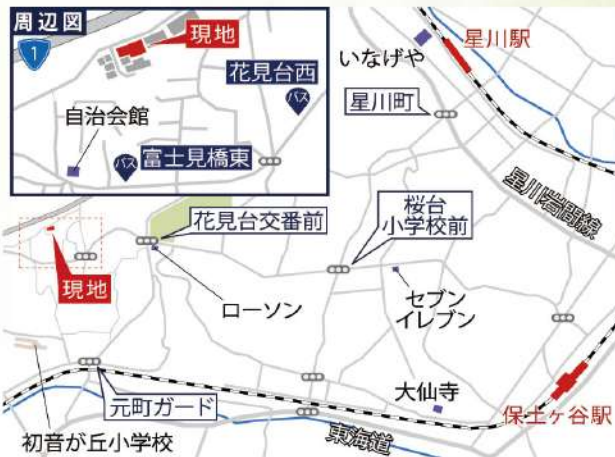 周辺図
1
現地
花見台西
バス
自治会館
バス
富士見橋東
いなげや
星川駅
星川町
星川岩間線
花見台交番前
桜台
小学校前
現地
ローソン
セブン
イレブン
元町ガード
大仙寺
保土ヶ谷駅
東海道
初音が丘小学校